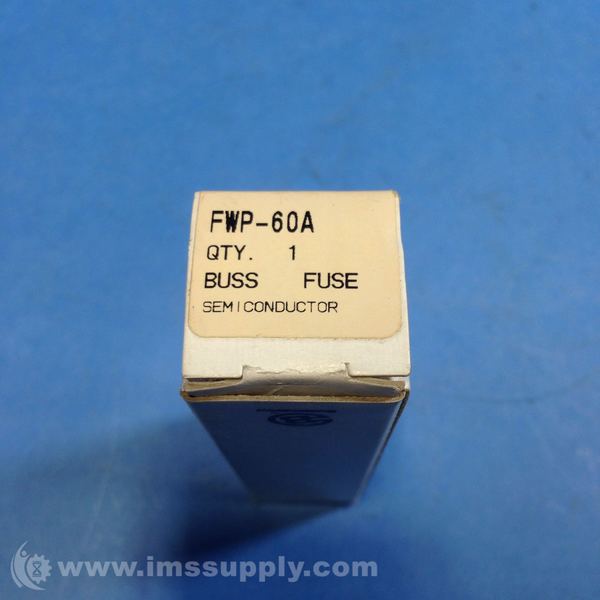 FWP-60A
QTY. 1
BUSS FUSE
SEMICONDUCTOR
www.imssupply.com